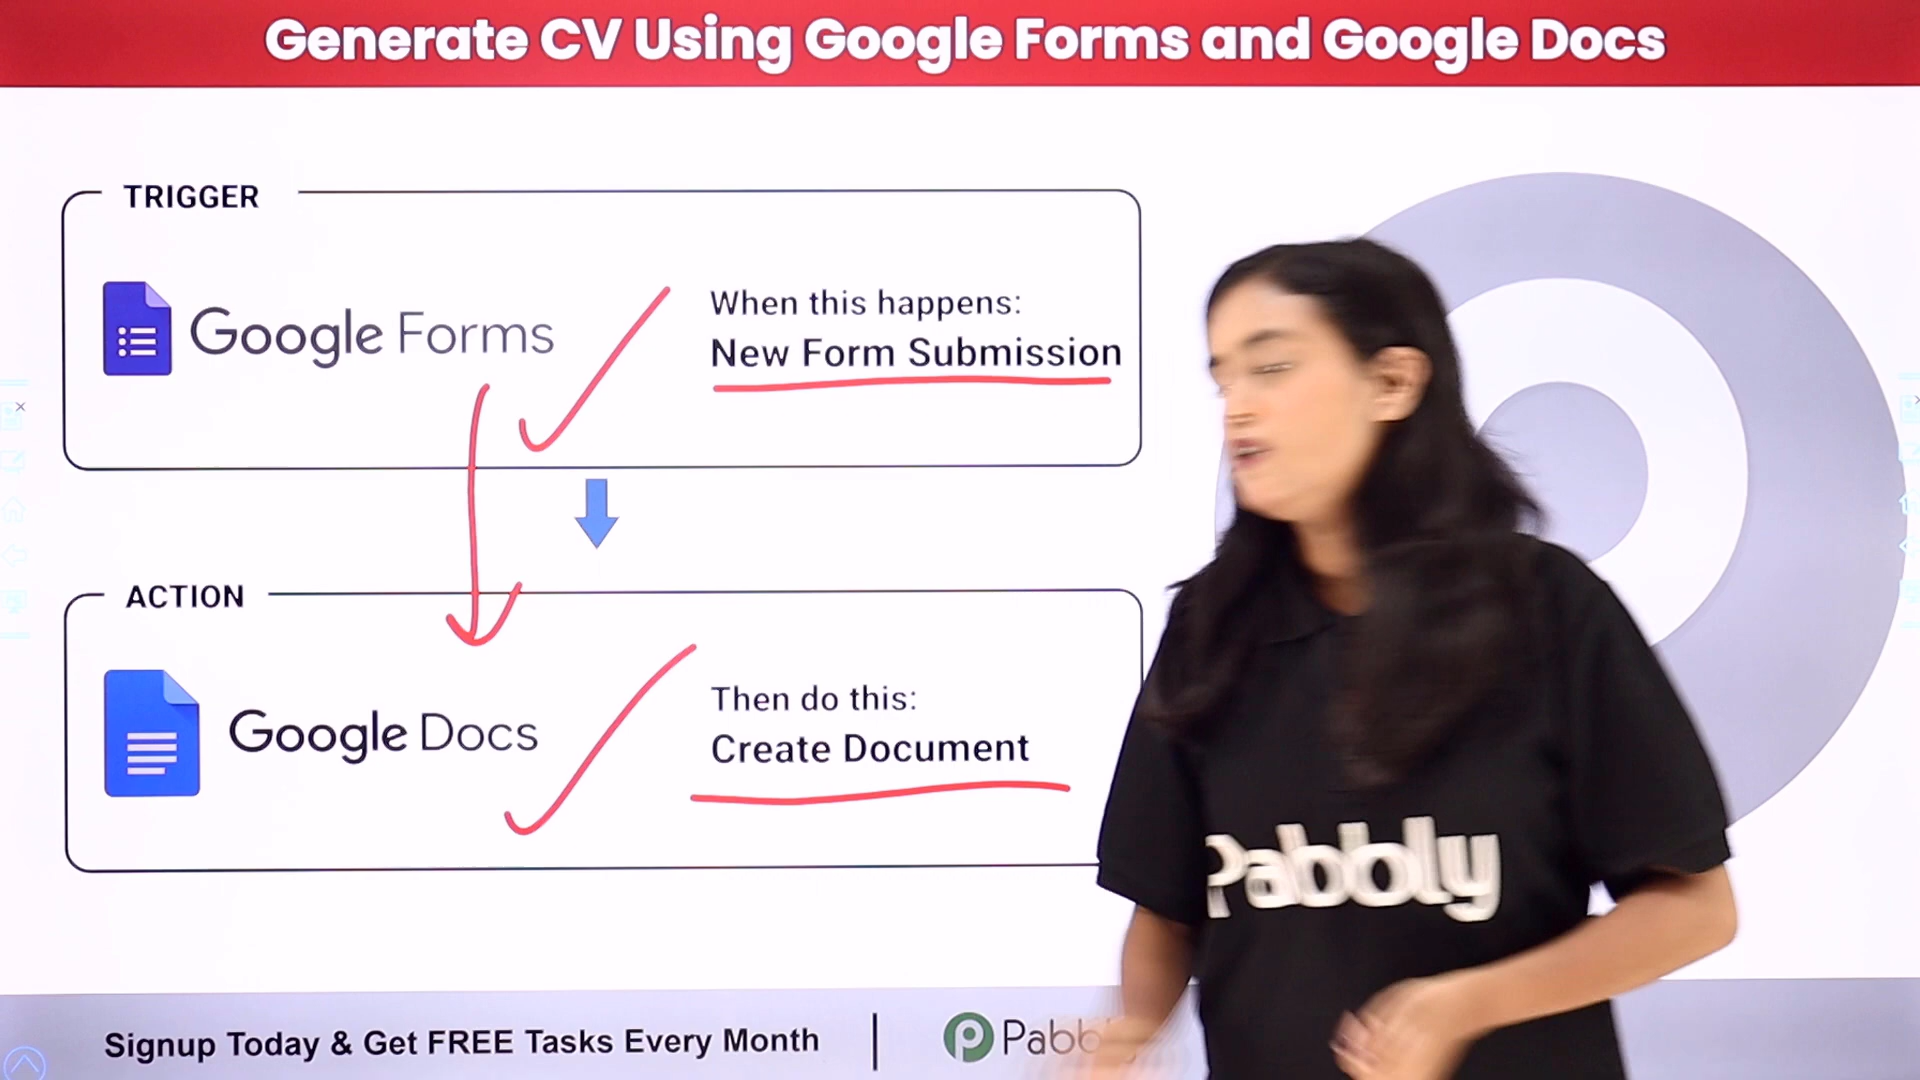 Generate CV Using Google Forms and Google Docs
TRIGGER
Google Forms
When this happens:
New Form Submission
ACTION
Google Docs
Then do this:
Create Document
Pabbly
Signup Today & Get FREE Tasks Every Month
Pabb